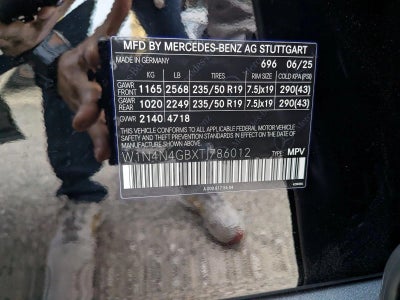 MFD BY MERCEDES-BENZ AG STUTTGART
MADE IN GERMANY 696 06/25
KG LB TIRES RIM SIZE COLD KPA (PSI)
GAWR FRONT 1165 2568 235/50 R19 7.5Jx19 290(43)
GAWR REAR 1020 2249 235/50 R19 7.5Jx19 290(43)
GVWR 2140 4718
THIS VEHICLE CONFORMS TO ALL APPLICABLE FEDERAL
MOTOR VEHICLE SAFETY, BUMPER, AND THEFT PREVENTION
STANDARDS IN EFFECT ON THE DATE OF MANUFACTURE
SHOWN ABOVE.
W1N4N4GBXTJ786012 TYPE: MPV